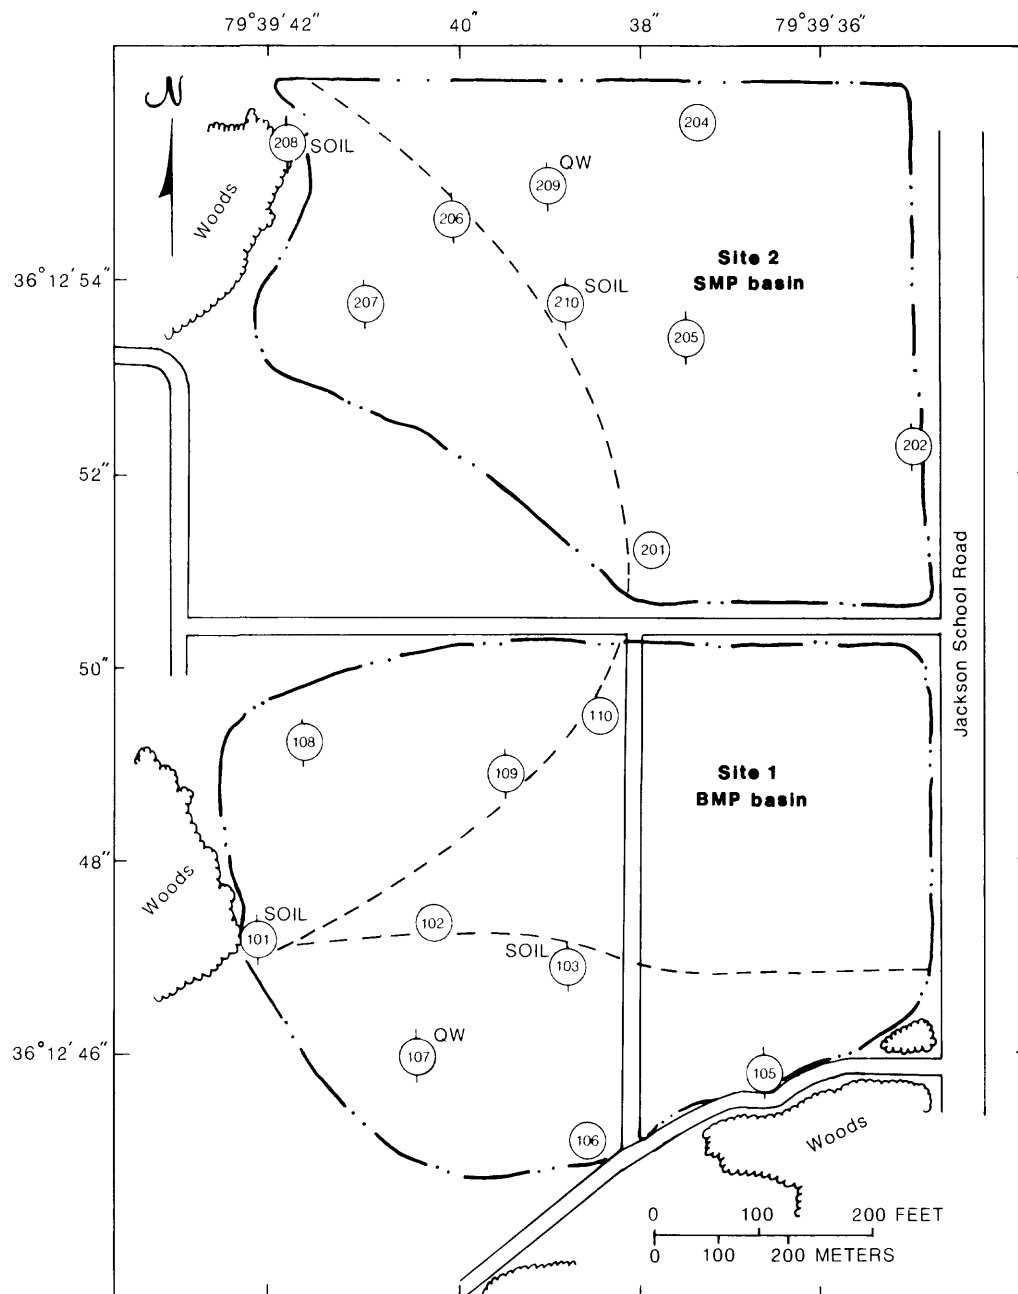 79°39'42" 40" 38" 79°39'36"
N
204
208 SOIL
QW
209
Woods
206
Site 2
SMP basin
36°12'54"
SOIL
207
210
205
202
52"
201
Jackson School Road
50"
110
108
109
Site 1
BMP basin
48"
Woods
SOIL
102
101
SOIL
103
QW
36°12'46"
107
105
106
Woods
0 100 200 FEET
0 100 200 METERS